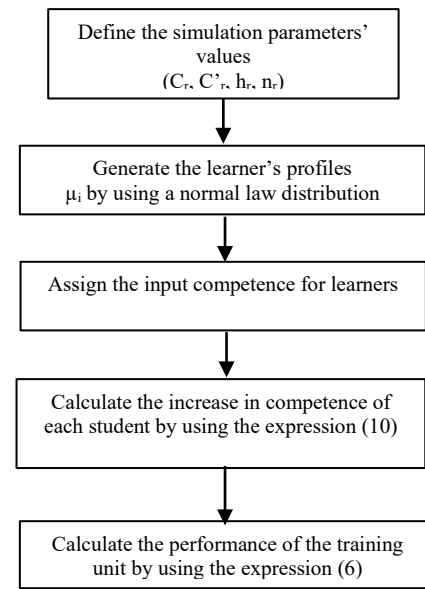 Define the simulation parameters’
values
(Cᵣ, C’ᵣ, hᵣ, nᵣ)
Generate the learner’s profiles
µᵢ by using a normal law distribution
Assign the input competence for learners
Calculate the increase in competence of
each student by using the expression (10)
Calculate the performance of the training
unit by using the expression (6)